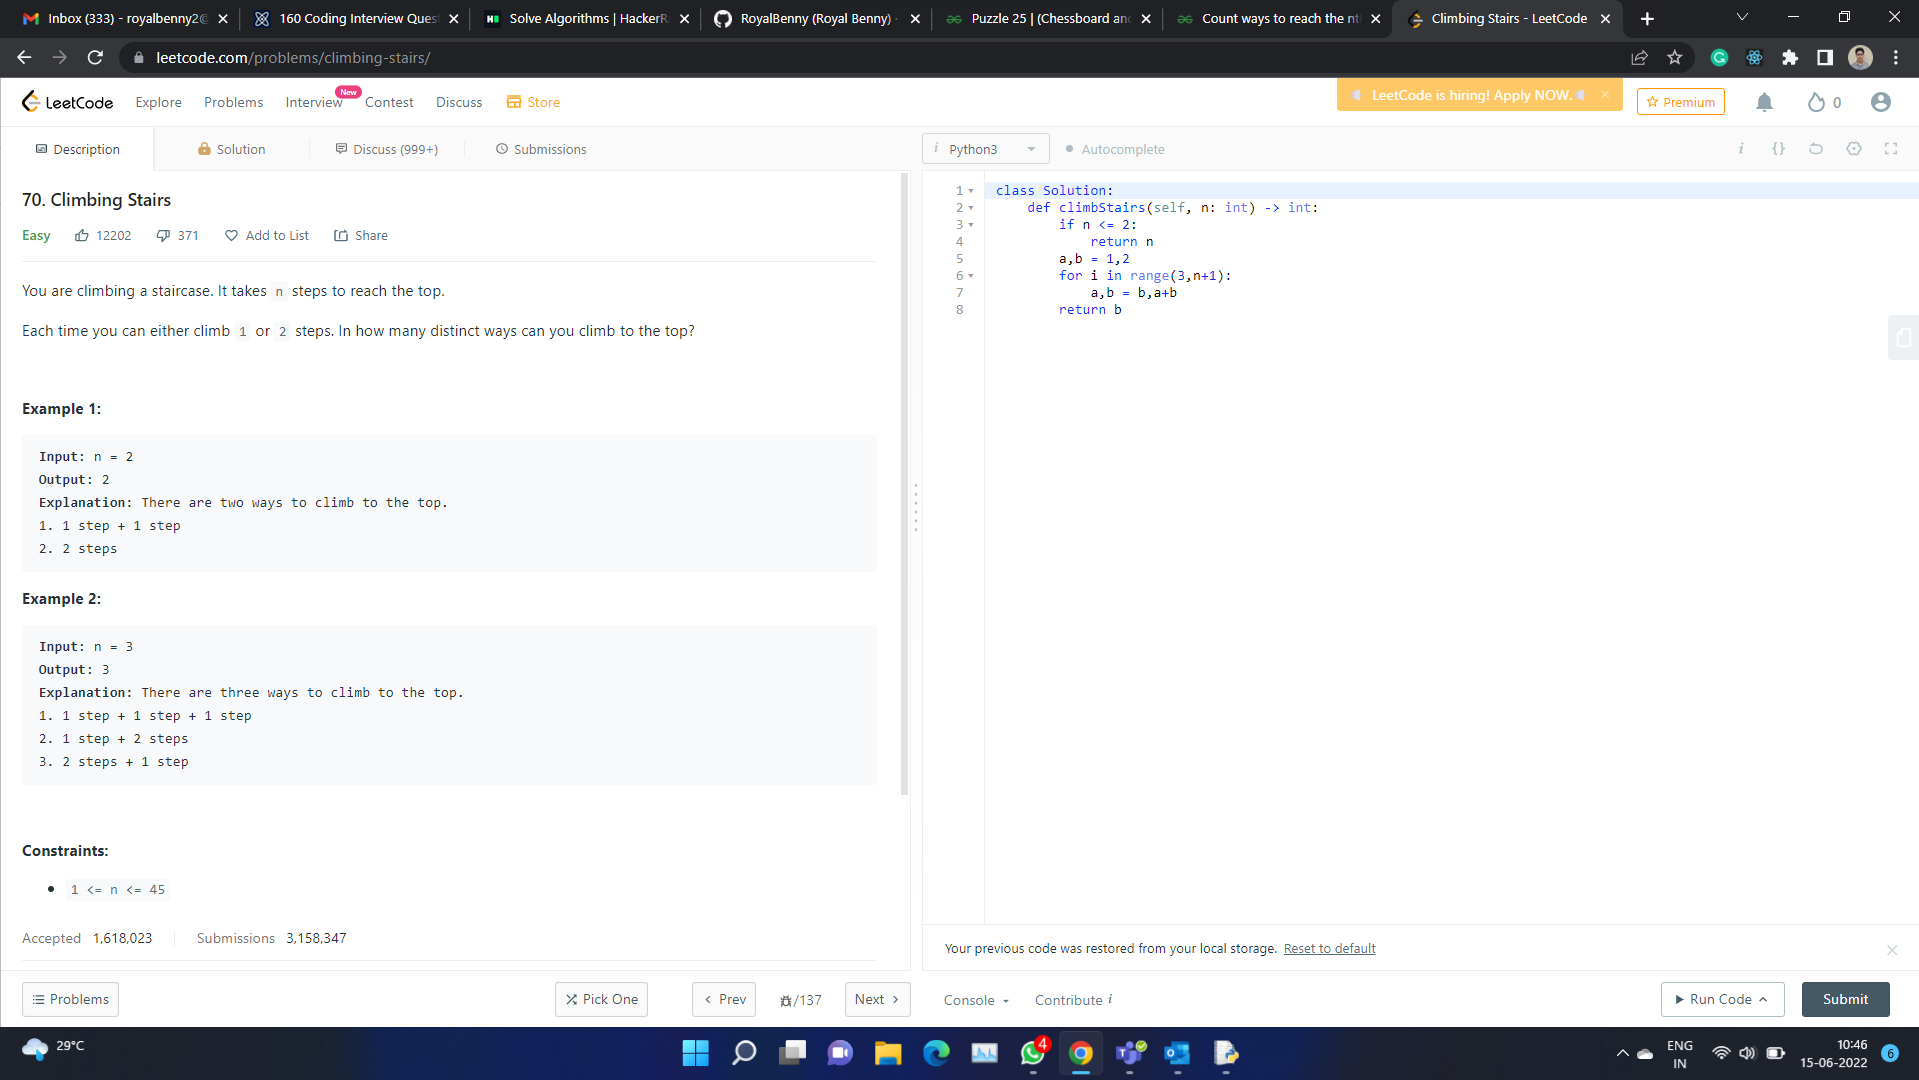 Inbox (333) - royalbenny2@
160 Coding Interview Ques
Solve Algorithms | HackerR
RoyalBenny (Royal Benny) ·
Puzzle 25 | (Chessboard an
Count ways to reach the nt
Climbing Stairs - LeetCode
leetcode.com/problems/climbing-stairs/
LeetCode
Explore
Problems
Interview
New
Contest
Discuss
Store
LeetCode is hiring! Apply NOW.
Premium
0
Description
Solution
Discuss (999+)
Submissions
i Python3
Autocomplete
i {}
70. Climbing Stairs
Easy 12202 371 Add to List Share
You are climbing a staircase. It takes n steps to reach the top.
Each time you can either climb 1 or 2 steps. In how many distinct ways can you climb to the top?
Example 1:
Input: n = 2
Output: 2
Explanation: There are two ways to climb to the top.
1. 1 step + 1 step
2. 2 steps
Example 2:
Input: n = 3
Output: 3
Explanation: There are three ways to climb to the top.
1. 1 step + 1 step + 1 step
2. 1 step + 2 steps
3. 2 steps + 1 step
Constraints:
1 <= n <= 45
Accepted 1,618,023 Submissions 3,158,347
Problems
Pick One
Prev
/137
Next
1 class Solution:
2     def climbStairs(self, n: int) -> int:
3         if n <= 2:
4             return n
5         a,b = 1,2
6         for i in range(3,n+1):
7             a,b = b,a+b
8         return b
Your previous code was restored from your local storage. Reset to default
Console
Contribute i
Run Code
Submit
29°C
4
ENG
IN
10:46
15-06-2022
6